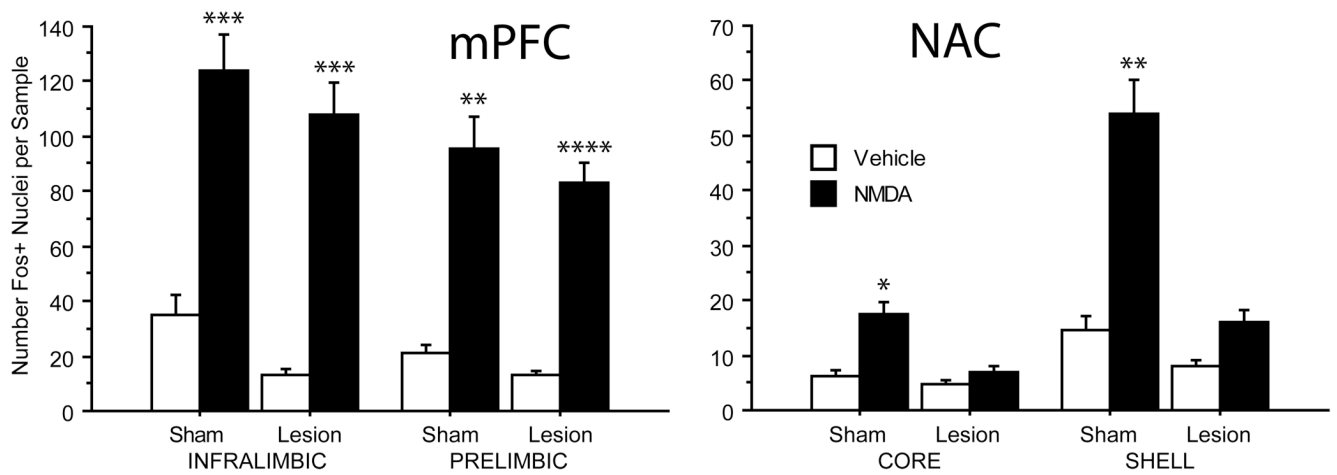 mPFC
Number Fos+ Nuclei per Sample
140
120
100
80
60
40
20
0
***
***
**
****
Sham Lesion Sham Lesion
INFRALIMBIC PRELIMBIC
NAC
70
60
50
40
30
20
10
0
*
**
Vehicle
NMDA
Sham Lesion Sham Lesion
CORE SHELL